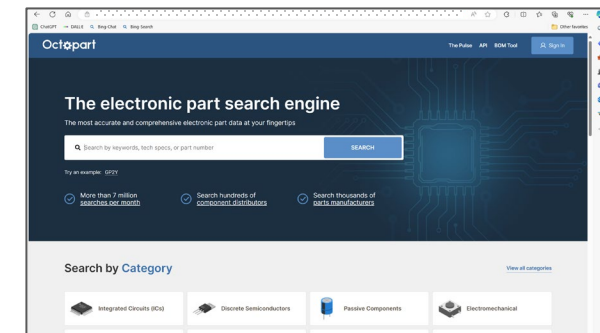 ChatGPT DALL·E Bing Chat Bing Search Other favorites
Octopart The Pulse API BOM Tool Sign In
The electronic part search engine
The most accurate and comprehensive electronic part data at your fingertips
Search by keywords, tech specs, or part number SEARCH
Try an example: GP2Y
More than 7 million Search hundreds of Search thousands of
searches per month component distributors parts manufacturers
Search by Category View all categories
Integrated Circuits (ICs) Discrete Semiconductors Passive Components Electromechanical